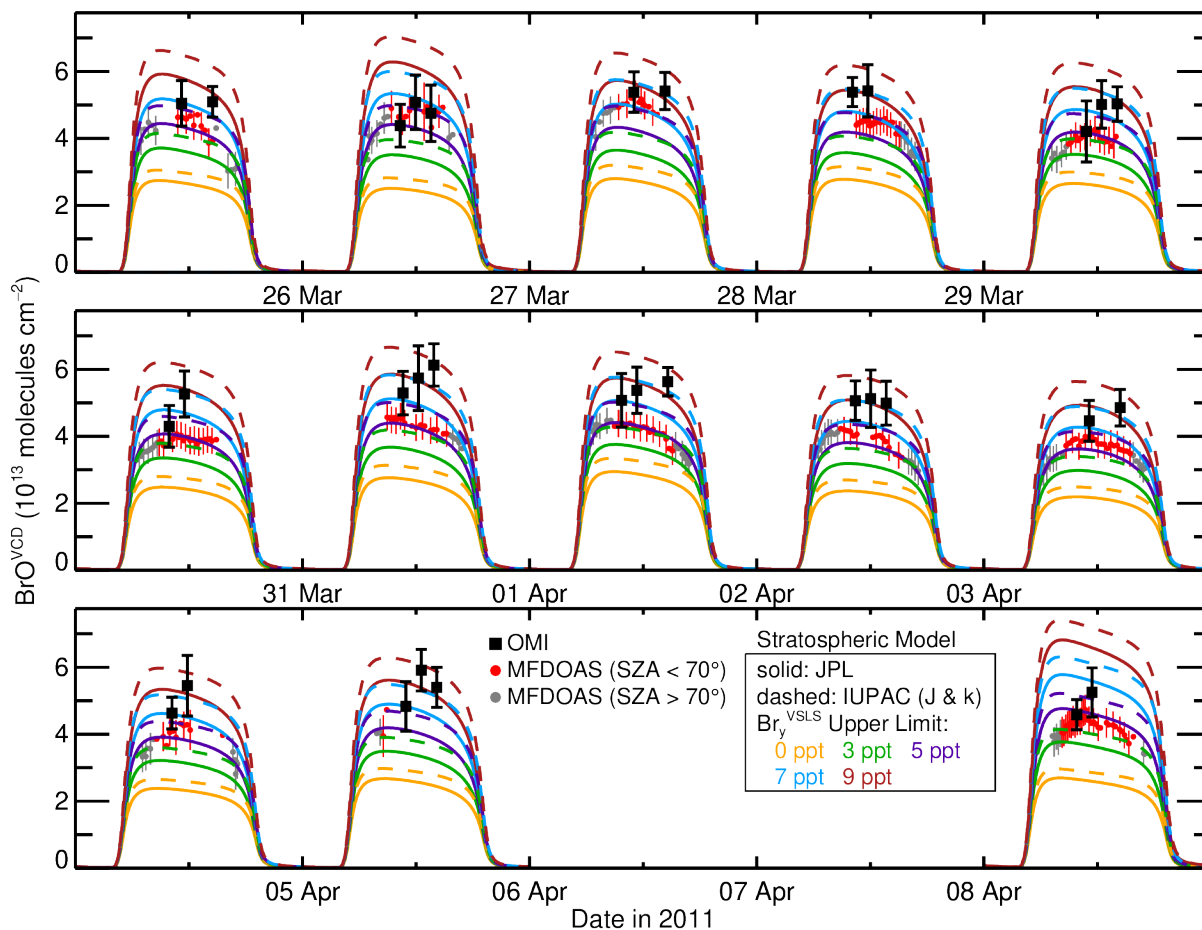 6
4
2
0
26 Mar 27 Mar 28 Mar 29 Mar
6
4
2
0
31 Mar 01 Apr 02 Apr 03 Apr
BrO^VCD (10^13 molecules cm^−2)
6
4
2
0
OMI
MFDOAS (SZA < 70°)
MFDOAS (SZA > 70°)
Stratospheric Model
solid: JPL
dashed: IUPAC (J & k)
Br_y^VSLS Upper Limit:
0 ppt 3 ppt 5 ppt
7 ppt 9 ppt
05 Apr 06 Apr 07 Apr 08 Apr
Date in 2011